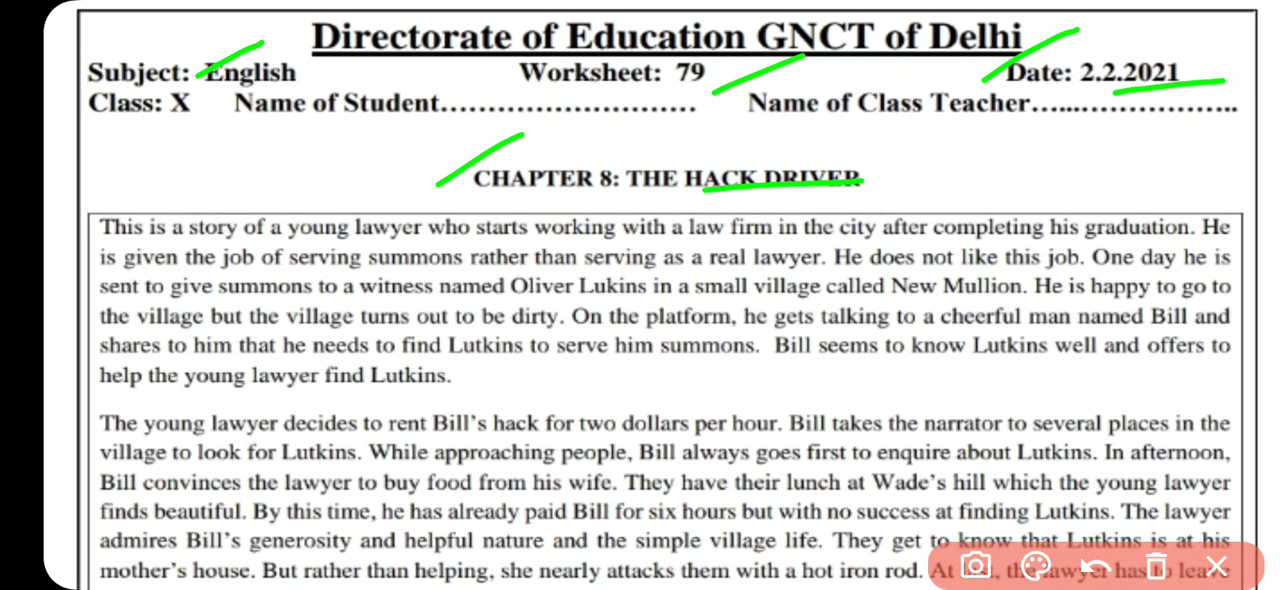 Directorate of Education GNCT of Delhi
Subject: English Worksheet: 79 Date: 2.2.2021
Class: X Name of Student………………………… Name of Class Teacher…...……………..
CHAPTER 8: THE HACK DRIVER
This is a story of a young lawyer who starts working with a law firm in the city after completing his graduation. He
is given the job of serving summons rather than serving as a real lawyer. He does not like this job. One day he is
sent to give summons to a witness named Oliver Lukins in a small village called New Mullion. He is happy to go to
the village but the village turns out to be dirty. On the platform, he gets talking to a cheerful man named Bill and
shares to him that he needs to find Lutkins to serve him summons. Bill seems to know Lutkins well and offers to
help the young lawyer find Lutkins.
The young lawyer decides to rent Bill's hack for two dollars per hour. Bill takes the narrator to several places in the
village to look for Lutkins. While approaching people, Bill always goes first to enquire about Lutkins. In afternoon,
Bill convinces the lawyer to buy food from his wife. They have their lunch at Wade's hill which the young lawyer
finds beautiful. By this time, he has already paid Bill for six hours but with no success at finding Lutkins. The lawyer
admires Bill's generosity and helpful nature and the simple village life. They get to know that Lutkins is at his
mother's house. But rather than helping, she nearly attacks them with a hot iron rod. At the lawyer has to leave